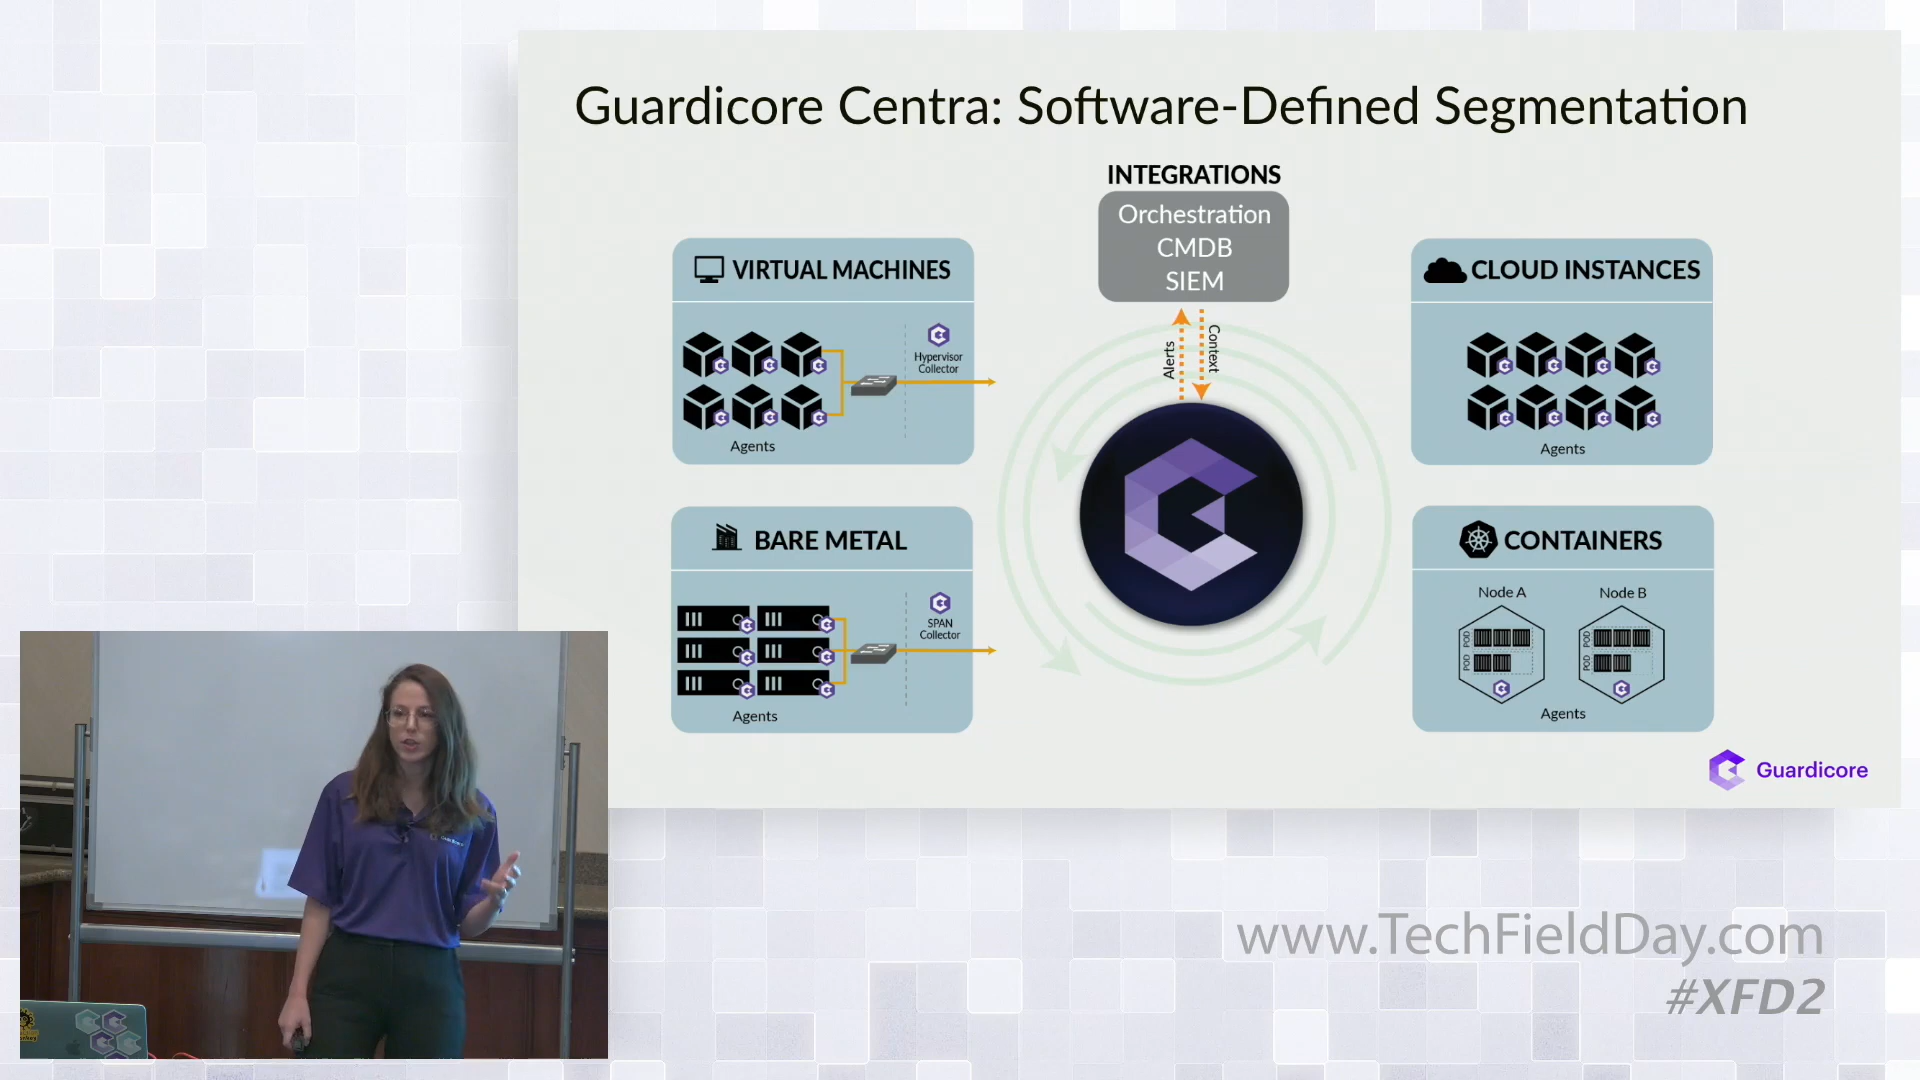 Guardicore Centra: Software-Defined Segmentation
INTEGRATIONS
Orchestration
CMDB
SIEM
Alerts
Context
VIRTUAL MACHINES
Hypervisor
Collector
Agents
CLOUD INSTANCES
Agents
BARE METAL
SPAN
Collector
Agents
CONTAINERS
Node A
Node B
POD
POD
POD
POD
Agents
Guardicore
www.TechFieldDay.com
#XFD2